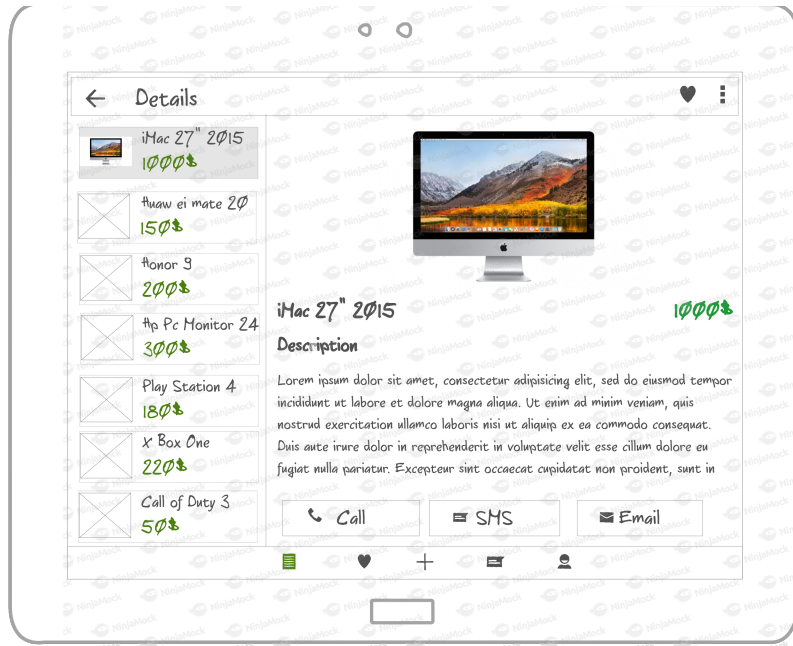 Details
iMac 27" 2015
1000$
Huaw ei mate 20
150$
Honor 9
200$
Hp Pc Monitor 24
300$
Play Station 4
180$
X Box One
220$
Call of Duty 3
50$
iMac 27" 2015
1000$
Description
Lorem ipsum dolor sit amet, consectetur adipisicing elit, sed do eiusmod tempor
incididunt ut labore et dolore magna aliqua. Ut enim ad minim veniam, quis
nostrud exercitation ullamco laboris nisi ut aliquip ex ea commodo consequat.
Duis aute irure dolor in reprehenderit in voluptate velit esse cillum dolore eu
fugiat nulla pariatur. Excepteur sint occaecat cupidatat non proident, sunt in
Call
SMS
Email
NinjaMock